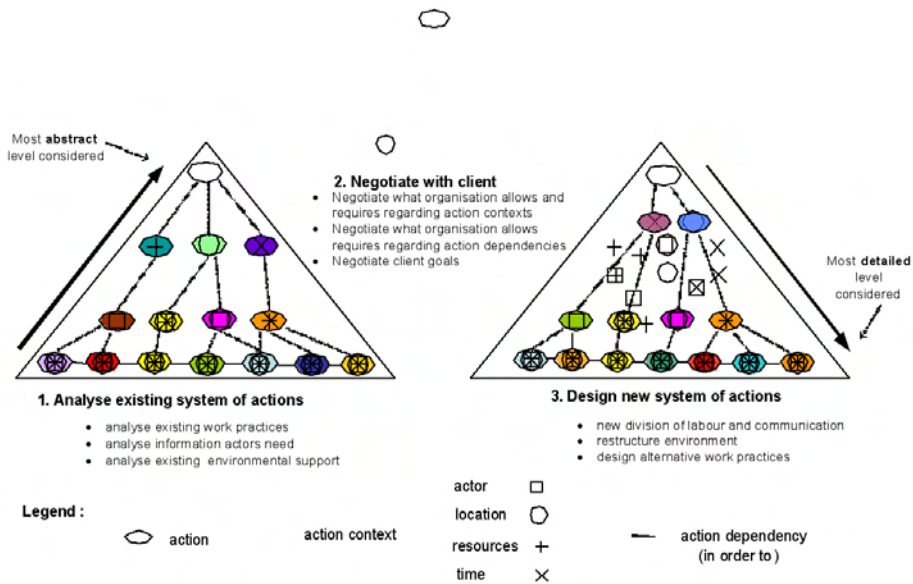 Most abstract
level considered
2. Negotiate with client
• Negotiate what organisation allows and
requires regarding action contexts
• Negotiate what organisation allows
requires regarding action dependencies
• Negotiate client goals
Most detailed
level
considered
1. Analyse existing system of actions
• analyse existing work practices
• analyse information actors need
• analyse existing environmental support
3. Design new system of actions
• new division of labour and communication
• restructure environment
• design alternative work practices
Legend :
action
action context
actor
location
resources
time
action dependency
(in order to )